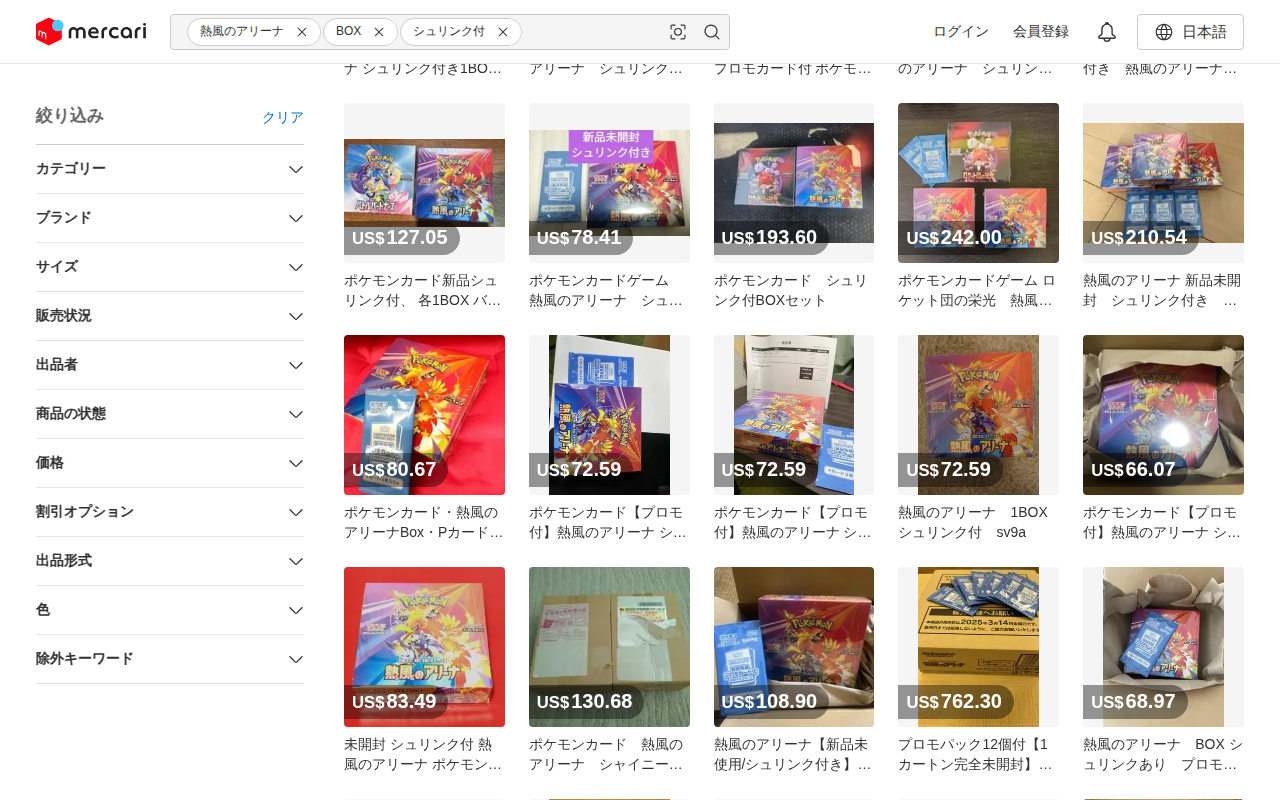 mercari
熱風のアリーナ
BOX
シュリンク付
ログイン
会員登録
日本語
ナ シュリンク付き1BO…
アリーナ　シュリンク…
プロモカード付 ポケモ…
のアリーナ　シュリン…
付き　熱風のアリーナ…
絞り込み
クリア
カテゴリー
ブランド
サイズ
販売状況
出品者
商品の状態
価格
割引オプション
出品形式
色
除外キーワード
新品未開封
シュリンク付き
US$127.05
US$78.41
US$193.60
US$242.00
US$210.54
ポケモンカード新品シュ
リンク付、 各1BOX バ…
ポケモンカードゲーム
熱風のアリーナ　シュ…
ポケモンカード　シュリ
ンク付BOXセット
ポケモンカードゲーム ロ
ケット団の栄光　熱風…
熱風のアリーナ 新品未開
封　シュリンク付き　…
US$80.67
US$72.59
US$72.59
US$72.59
US$66.07
ポケモンカード・熱風の
アリーナBox・Pカード…
ポケモンカード【プロモ
付】熱風のアリーナ シ…
ポケモンカード【プロモ
付】熱風のアリーナ シ…
熱風のアリーナ　1BOX
シュリンク付　sv9a
ポケモンカード【プロモ
付】熱風のアリーナ シ…
US$83.49
US$130.68
US$108.90
US$762.30
US$68.97
未開封 シュリンク付 熱
風のアリーナ ポケモン…
ポケモンカード　熱風の
アリーナ　シャイニー…
熱風のアリーナ【新品未
使用/シュリンク付き】…
プロモパック12個付【1
カートン完全未開封】…
熱風のアリーナ　BOX シ
ュリンクあり　プロモ…